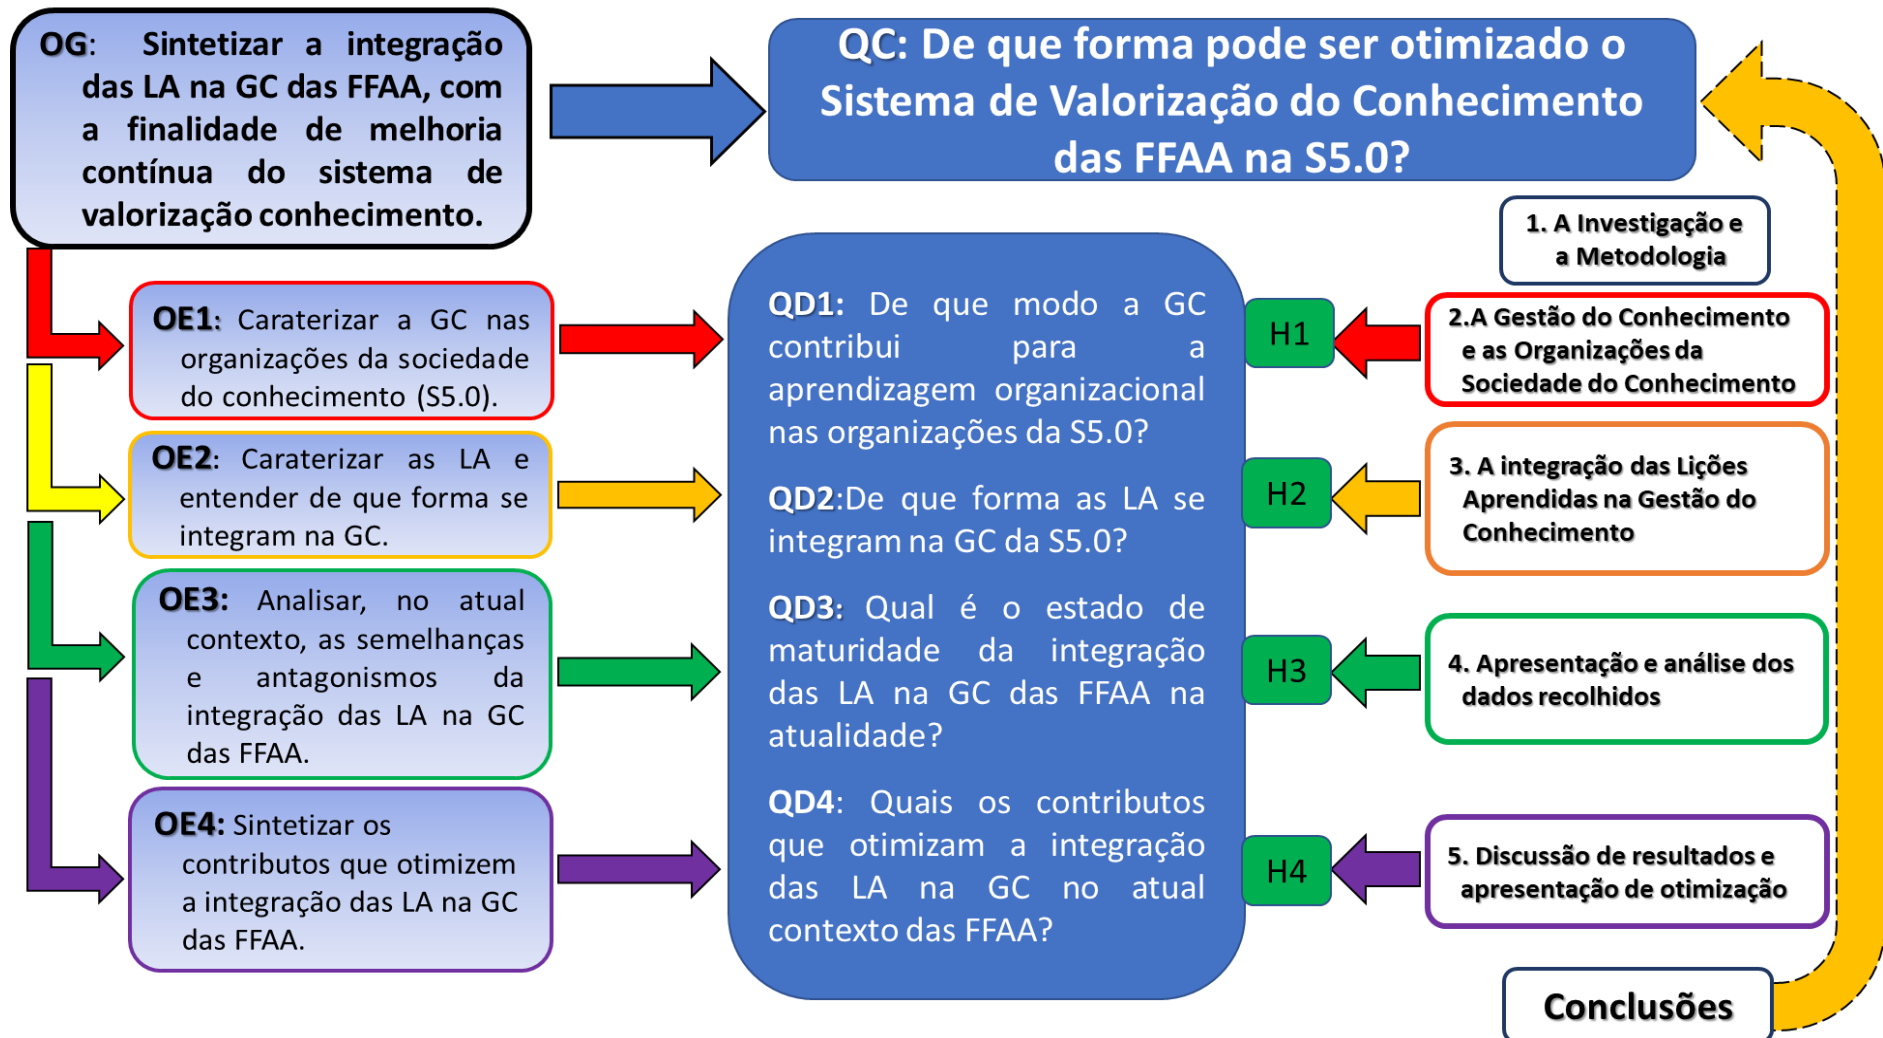 OG: Sintetizar a integração
das LA na GC das FFAA, com
a finalidade de melhoria
contínua do sistema de
valorização conhecimento.
QC: De que forma pode ser otimizado o
Sistema de Valorização do Conhecimento
das FFAA na S5.0?
OE1: Caraterizar a GC nas
organizações da sociedade
do conhecimento (S5.0).
OE2: Caraterizar as LA e
entender de que forma se
integram na GC.
OE3: Analisar, no atual
contexto, as semelhanças
e antagonismos da
integração das LA na GC
das FFAA.
OE4: Sintetizar os
contributos que otimizem
a integração das LA na GC
das FFAA.
QD1: De que modo a GC
contribui para a
aprendizagem organizacional
nas organizações da S5.0?
QD2:De que forma as LA se
integram na GC da S5.0?
QD3: Qual é o estado de
maturidade da integração
das LA na GC das FFAA na
atualidade?
QD4: Quais os contributos
que otimizam a integração
das LA na GC no atual
contexto das FFAA?
H1
H2
H3
H4
1. A Investigação e
a Metodologia
2.A Gestão do Conhecimento
e as Organizações da
Sociedade do Conhecimento
3. A integração das Lições
Aprendidas na Gestão do
Conhecimento
4. Apresentação e análise dos
dados recolhidos
5. Discussão de resultados e
apresentação de otimização
Conclusões